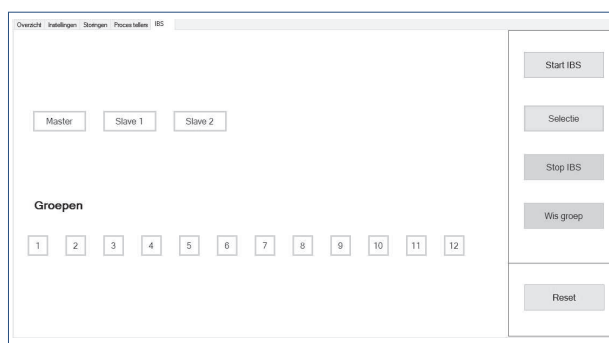 Overzicht Instellingen Storingen Proces tellers IBS
Start IBS
Master Slave 1 Slave 2
Selectie
Stop IBS
Groepen
Wis groep
1 2 3 4 5 6 7 8 9 10 11 12
Reset